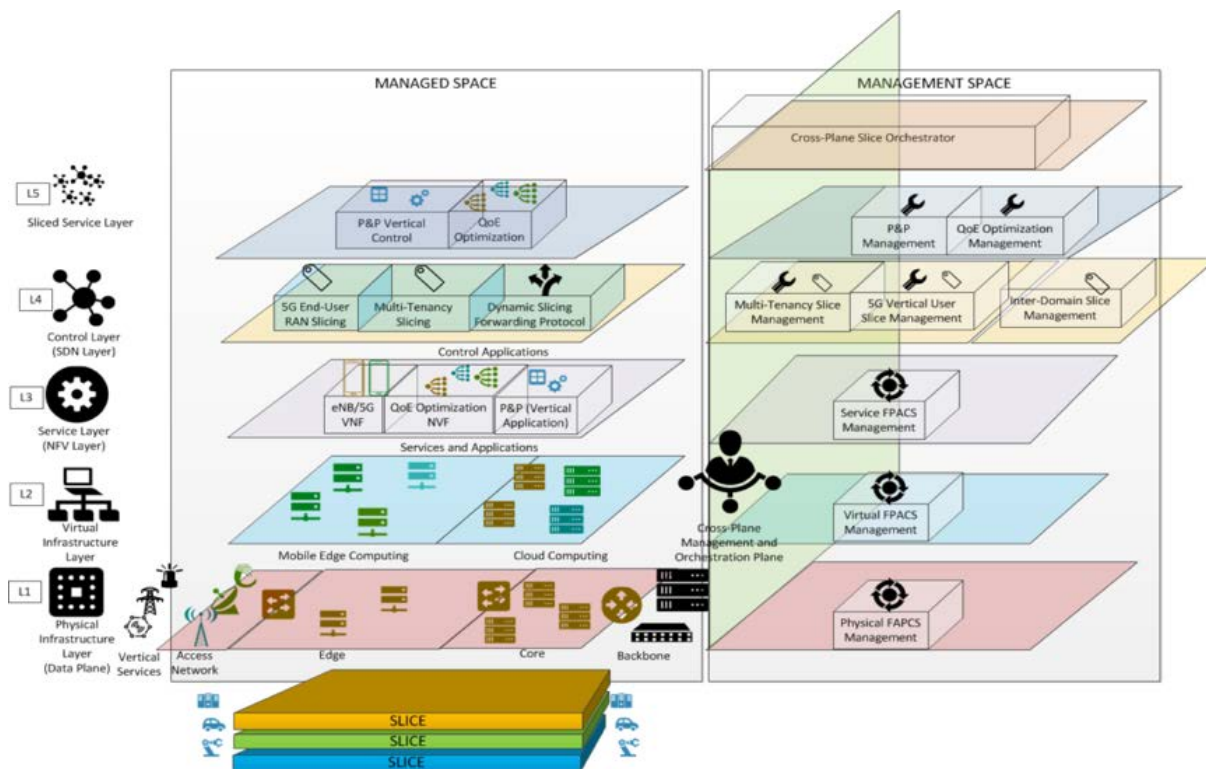 MANAGED SPACE
MANAGEMENT SPACE
Cross-Plane Slice Orchestrator
L5
Sliced Service Layer
P&P Vertical
Control
QoE
Optimization
P&P
Management
QoE Optimization
Management
L4
Control Layer
(SDN Layer)
5G End-User
RAN Slicing
Multi-Tenancy
Slicing
Dynamic Slicing
Forwarding Protocol
Control Applications
Multi-Tenancy Slice
Management
5G Vertical User
Slice Management
Inter-Domain Slice
Management
L3
Service Layer
(NFV Layer)
eNB/5G
VNF
QoE Optimization
NVF
P&P (Vertical
Application)
Services and Applications
Service FPACS
Management
L2
Virtual
Infrastructure
Layer
Mobile Edge Computing
Cloud Computing
Cross-Plane
Management and
Orchestration Plane
Virtual FPACS
Management
L1
Physical
Infrastructure
Layer
(Data Plane)
Vertical
Services
Access
Network
Edge
Core
Backbone
Physical FAPCS
Management
SLICE
SLICE
SLICE